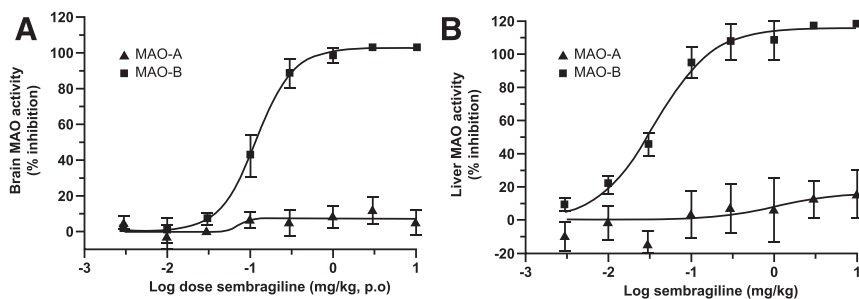 A
120
100
80
60
40
20
0
Brain MAO activity
(% inhibition)
MAO-A
MAO-B
-3
-2
-1
0
1
Log dose sembragiline (mg/kg, p.o)
B
120
100
80
60
40
20
0
-20
Liver MAO activity
(% inhibition)
MAO-A
MAO-B
-3
-2
-1
0
1
Log sembragiline (mg/kg)